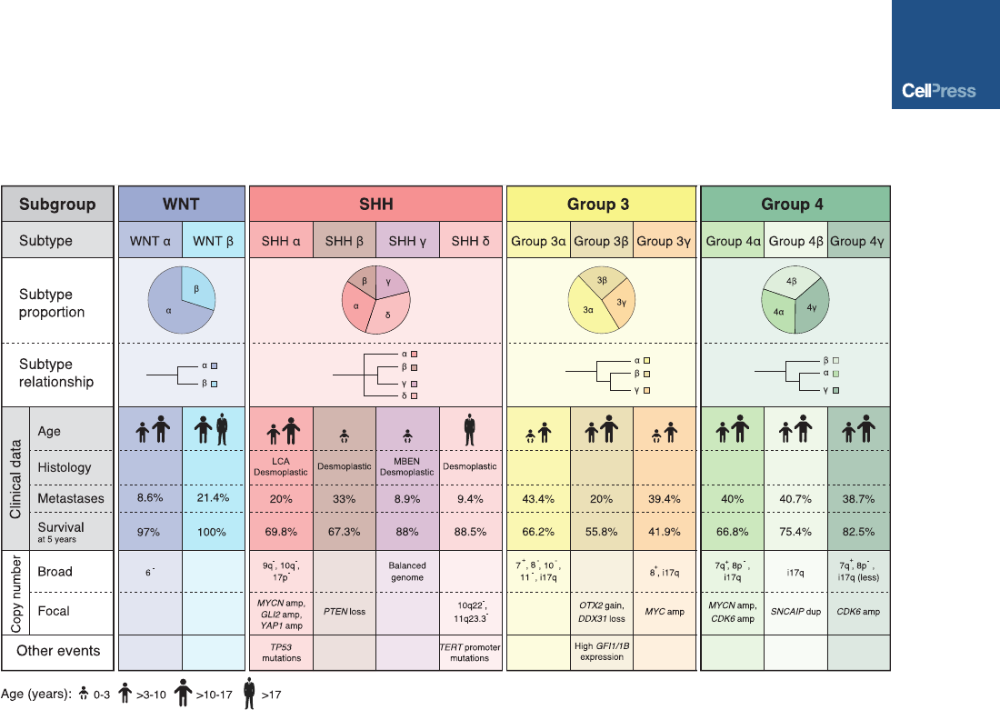 CellPress
Subgroup WNT SHH Group 3 Group 4
Subtype WNT α WNT β SHH α SHH β SHH γ SHH δ Group 3α Group 3β Group 3γ Group 4α Group 4β Group 4γ
Subtype
proportion
α β
β γ α δ
3β 3γ 3α
4β 4γ 4α
Subtype
relationship
α
β
α
β
γ
δ
α
β
γ
β
α
γ
Clinical data
Age
Histology
LCA
Desmoplastic
Desmoplastic
MBEN
Desmoplastic
Desmoplastic
Metastases 8.6% 21.4% 20% 33% 8.9% 9.4% 43.4% 20% 39.4% 40% 40.7% 38.7%
Survival
at 5 years
97% 100% 69.8% 67.3% 88% 88.5% 66.2% 55.8% 41.9% 66.8% 75.4% 82.5%
Copy number
Broad
6⁻
9q⁻, 10q⁻,
17p⁻
Balanced
genome
7⁺, 8⁻, 10⁻,
11⁻, i17q
8⁺, i17q
7q⁺, 8p⁻,
i17q
i17q
7q⁺, 8p⁻,
i17q (less)
Focal
MYCN amp,
GLI2 amp,
YAP1 amp
PTEN loss
10q22⁻,
11q23.3⁻
OTX2 gain,
DDX31 loss
MYC amp
MYCN amp,
CDK6 amp
SNCAIP dup
CDK6 amp
Other events
TP53
mutations
TERT promoter
mutations
High GFI1/1B
expression
Age (years): 0-3 >3-10 >10-17 >17